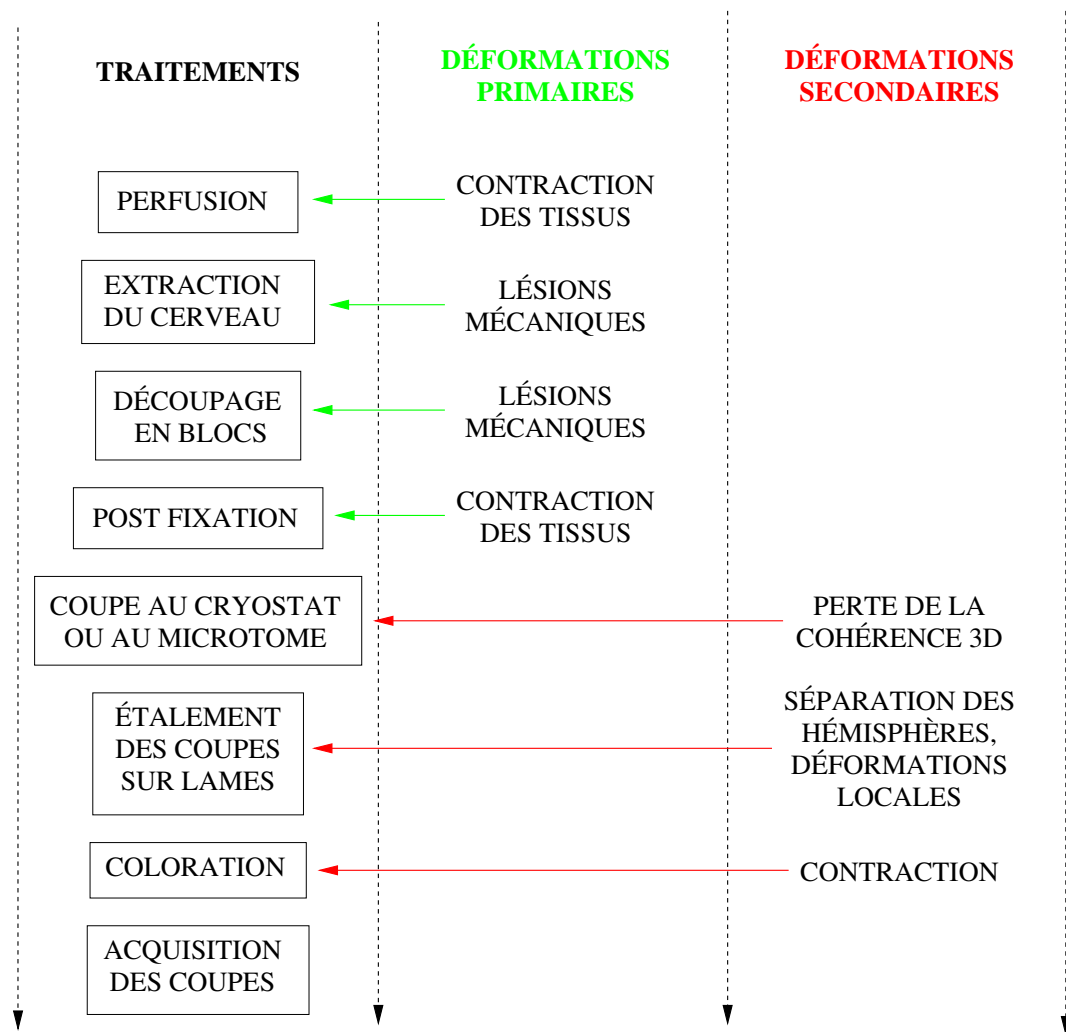 TRAITEMENTS
DÉFORMATIONS
PRIMAIRES
DÉFORMATIONS
SECONDAIRES
PERFUSION
CONTRACTION
DES TISSUS
EXTRACTION
DU CERVEAU
LÉSIONS
MÉCANIQUES
DÉCOUPAGE
EN BLOCS
LÉSIONS
MÉCANIQUES
POST FIXATION
CONTRACTION
DES TISSUS
COUPE AU CRYOSTAT
OU AU MICROTOME
PERTE DE LA
COHÉRENCE 3D
ÉTALEMENT
DES COUPES
SUR LAMES
SÉPARATION DES
HÉMISPHÈRES,
DÉFORMATIONS
LOCALES
COLORATION
CONTRACTION
ACQUISITION
DES COUPES